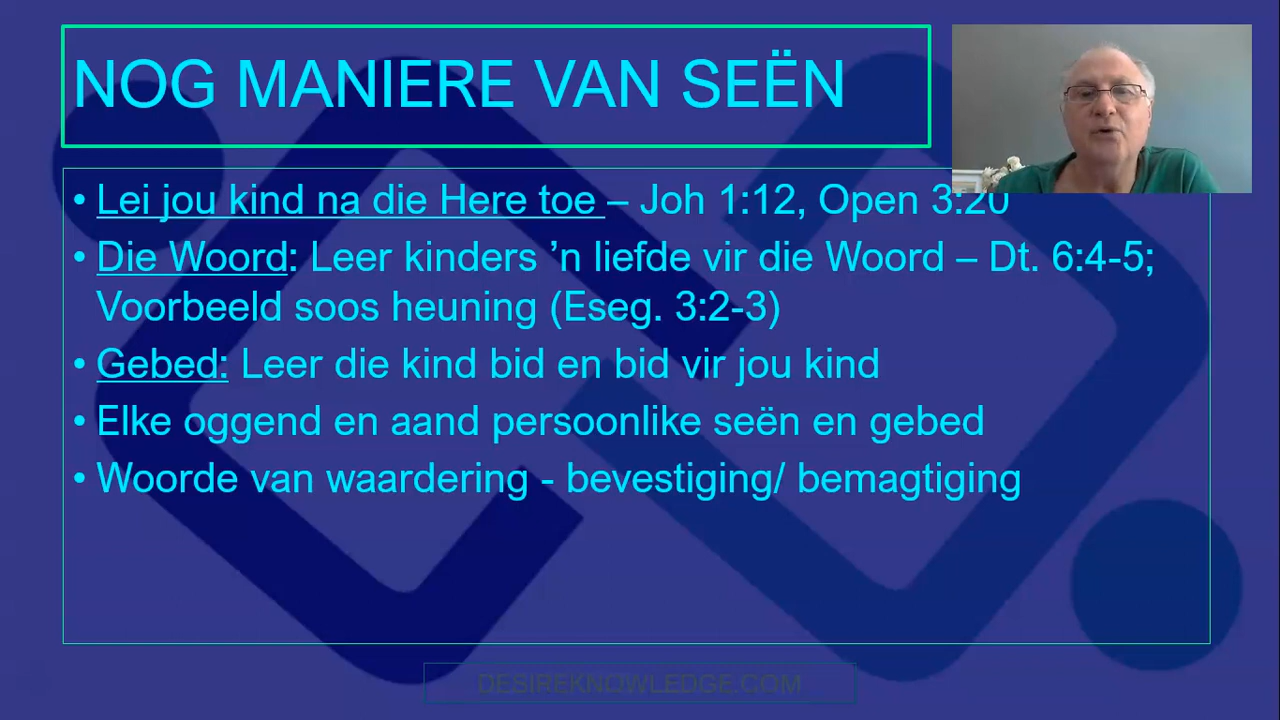 NOG MANIERE VAN SEËN
• Lei jou kind na die Here toe – Joh 1:12, Open 3:20
• Die Woord: Leer kinders ’n liefde vir die Woord – Dt. 6:4-5;
Voorbeeld soos heuning (Eseg. 3:2-3)
• Gebed: Leer die kind bid en bid vir jou kind
• Elke oggend en aand persoonlike seën en gebed
• Woorde van waardering - bevestiging/ bemagtiging
DESIREKNOWLEDGE.COM